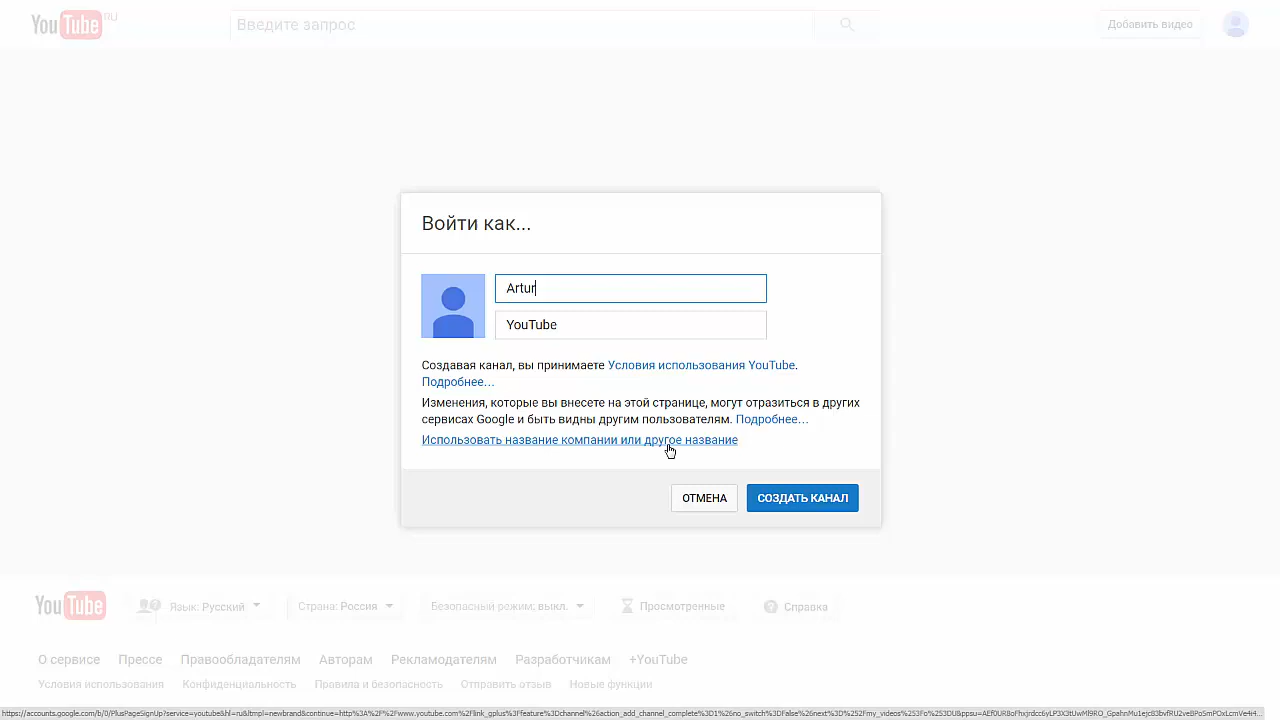 YouTube RU
Введите запрос
Добавить видео
Войти как...
Artur
YouTube
Создавая канал, вы принимаете Условия использования YouTube.
Подробнее...
Изменения, которые вы внесете на этой странице, могут отразиться в других
сервисах Google и быть видны другим пользователям. Подробнее...
Использовать название компании или другое название
ОТМЕНА
СОЗДАТЬ КАНАЛ
YouTube
Язык: Русский
Страна: Россия
Безопасный режим: выкл.
Просмотренные
Справка
О сервисе Прессе Правообладателям Авторам Рекламодателям Разработчикам +YouTube
Условия использования Конфиденциальность Правила и безопасность Отправить отзыв Новые функции